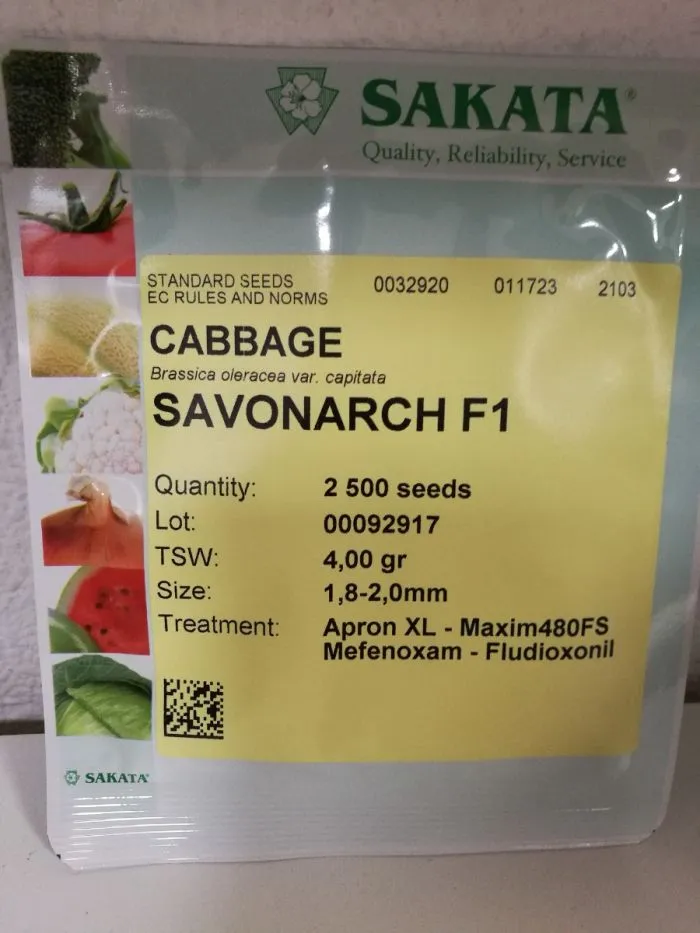 SAKATA®
Quality, Reliability, Service
STANDARD SEEDS 0032920 011723 2103
EC RULES AND NORMS
CABBAGE
Brassica oleracea var. capitata
SAVONARCH F1
Quantity: 2 500 seeds
Lot: 00092917
TSW: 4,00 gr
Size: 1,8-2,0mm
Treatment: Apron XL - Maxim480FS
Mefenoxam - Fludioxonil
SAKATA®